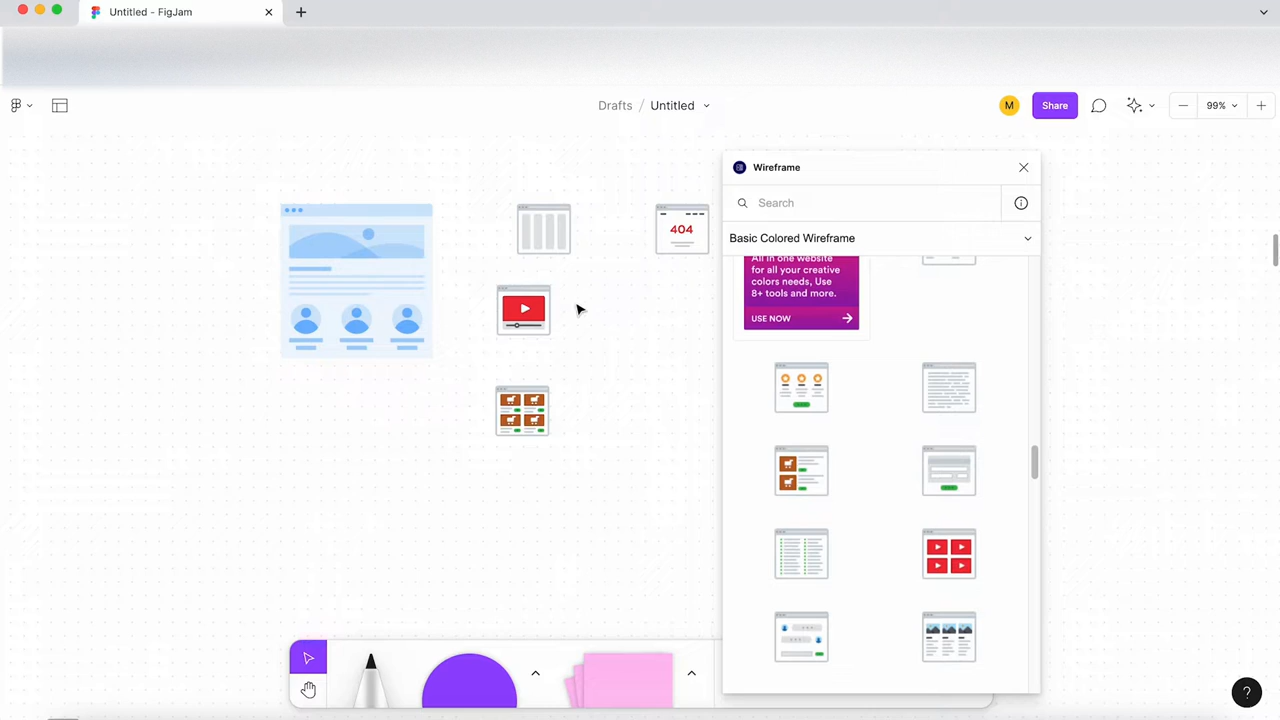 Untitled - FigJam
Drafts / Untitled
M
Share
99%
Wireframe
Search
Basic Colored Wireframe
404
All in one website
for all your creative
colors needs, Use
8+ tools and more.
USE NOW
?